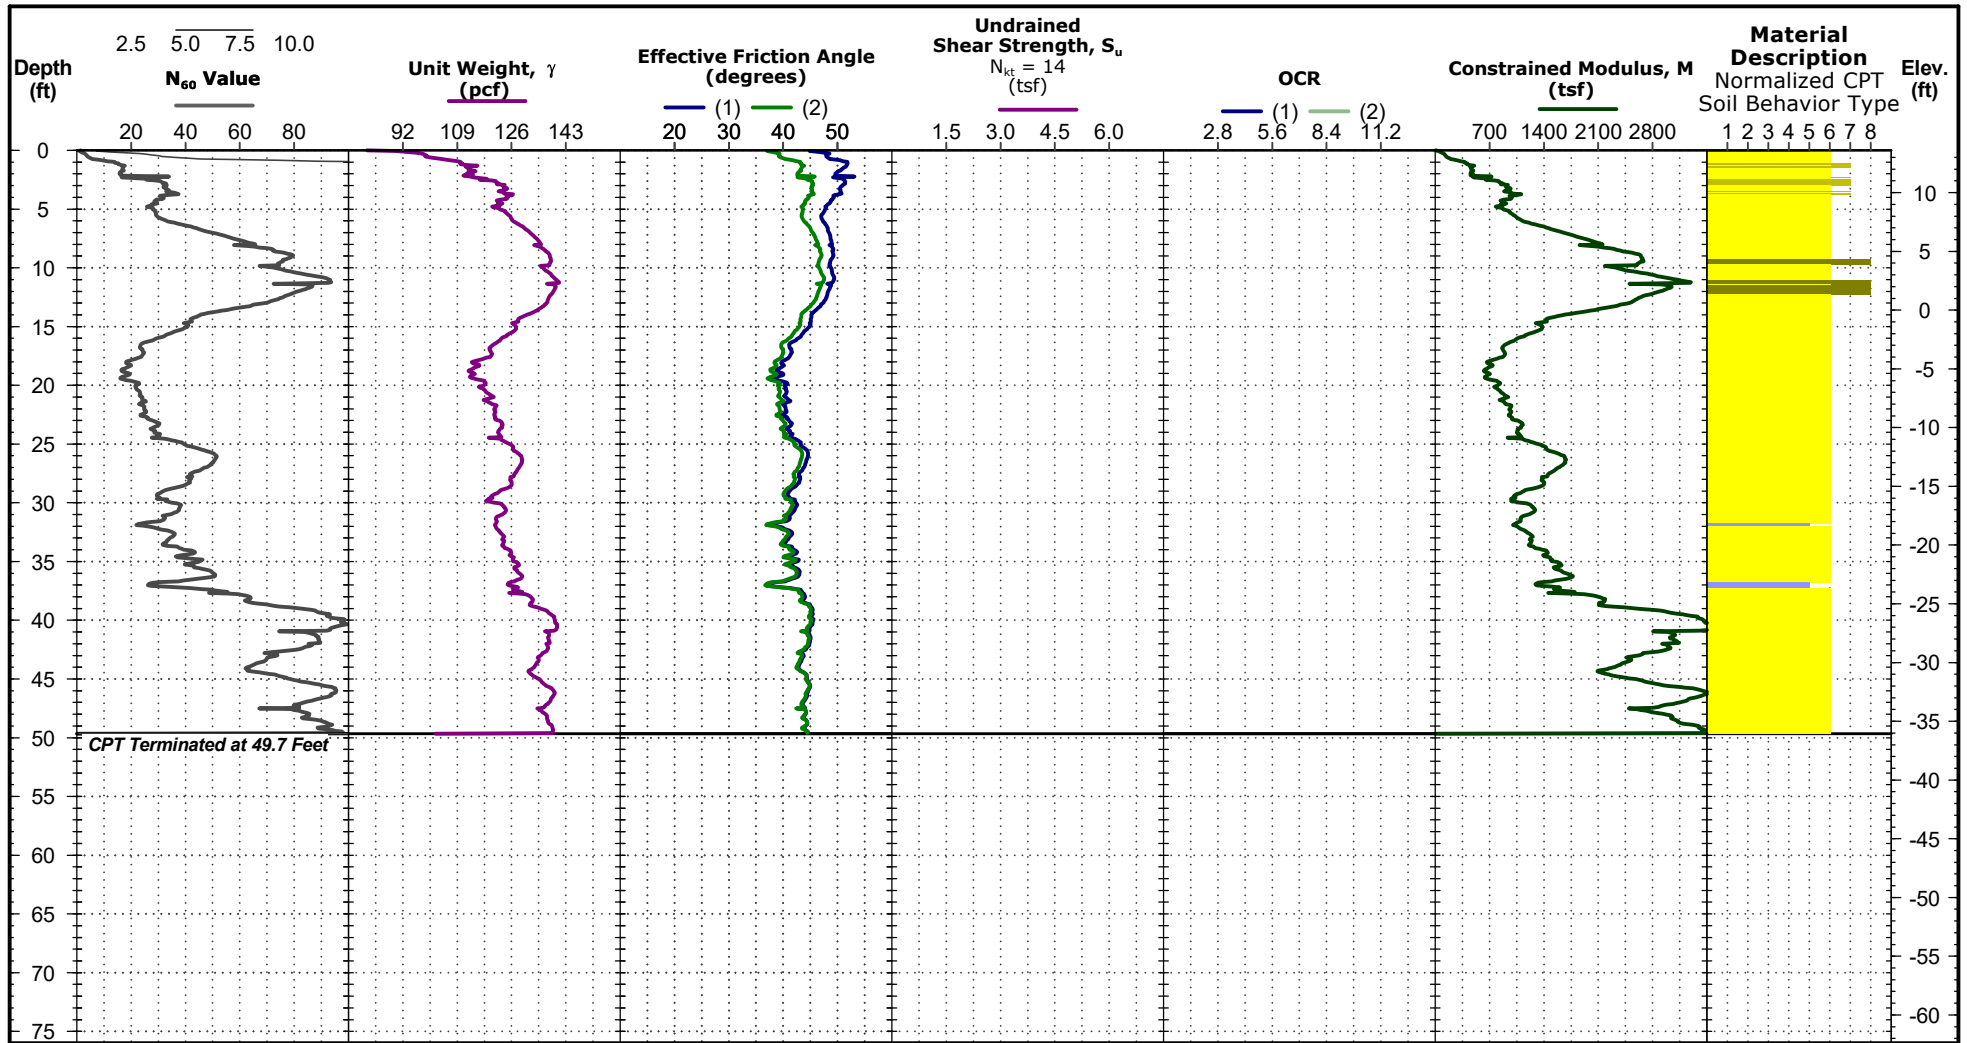 2.5 5.0 7.5 10.0
Depth
(ft)
N60 Value
20 40 60 80
Unit Weight, γ
(pcf)
92 109 126 143
Effective Friction Angle
(degrees)
(1) (2)
20 30 40 50
Undrained
Shear Strength, Su
Nkt = 14
(tsf)
1.5 3.0 4.5 6.0
OCR
(1) (2)
2.8 5.6 8.4 11.2
Constrained Modulus, M
(tsf)
700 1400 2100 2800
Material
Description
Normalized CPT
Soil Behavior Type
1 2 3 4 5 6 7 8
Elev.
(ft)
0
5
10
15
20
25
30
35
40
45
50
55
60
65
70
75
CPT Terminated at 49.7 Feet
10
5
0
-5
-10
-15
-20
-25
-30
-35
-40
-45
-50
-55
-60